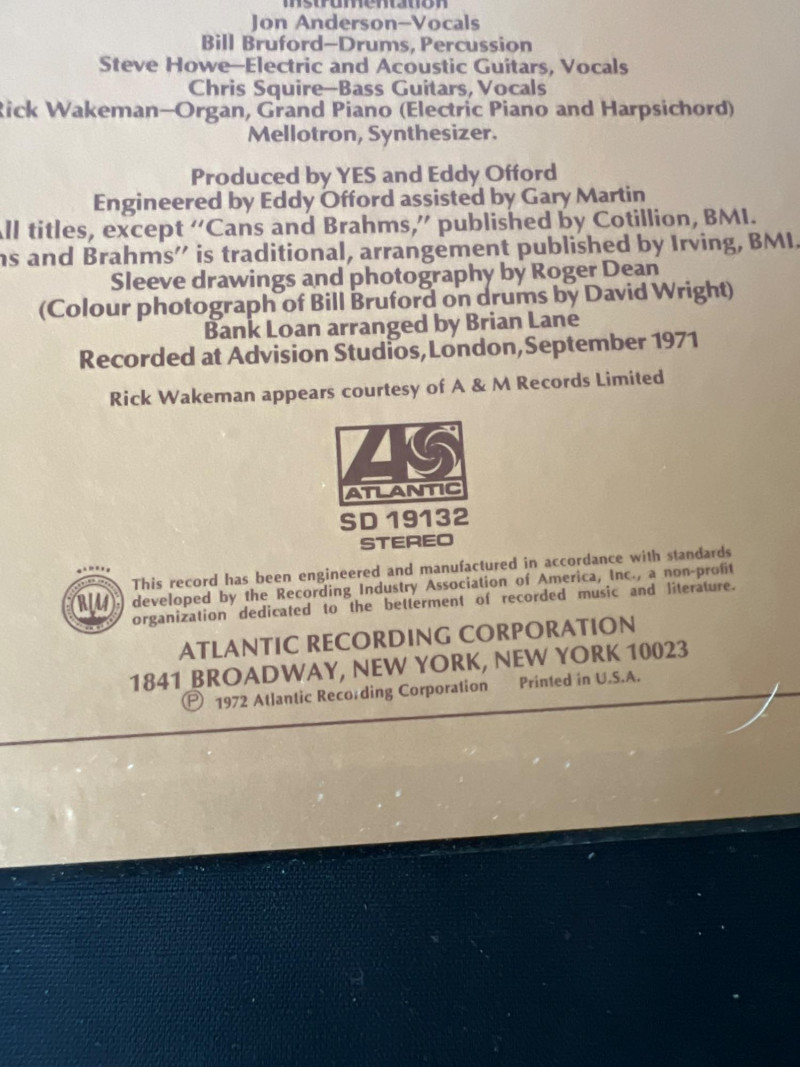 Instrumentation
Jon Anderson–Vocals
Bill Bruford–Drums, Percussion
Steve Howe–Electric and Acoustic Guitars, Vocals
Chris Squire–Bass Guitars, Vocals
Rick Wakeman–Organ, Grand Piano (Electric Piano and Harpsichord)
Mellotron, Synthesizer.
Produced by YES and Eddy Offord
Engineered by Eddy Offord assisted by Gary Martin
All titles, except “Cans and Brahms,” published by Cotillion, BMI.
ns and Brahms” is traditional, arrangement published by Irving, BMI.
Sleeve drawings and photography by Roger Dean
(Colour photograph of Bill Bruford on drums by David Wright)
Bank Loan arranged by Brian Lane
Recorded at Advision Studios, London, September 1971
Rick Wakeman appears courtesy of A & M Records Limited
ATLANTIC
SD 19132
STEREO
This record has been engineered and manufactured in accordance with standards
developed by the Recording Industry Association of America, Inc., a non-profit
organization dedicated to the betterment of recorded music and literature.
RIAA
ATLANTIC RECORDING CORPORATION
1841 BROADWAY, NEW YORK, NEW YORK 10023
℗ 1972 Atlantic Recording Corporation Printed in U.S.A.